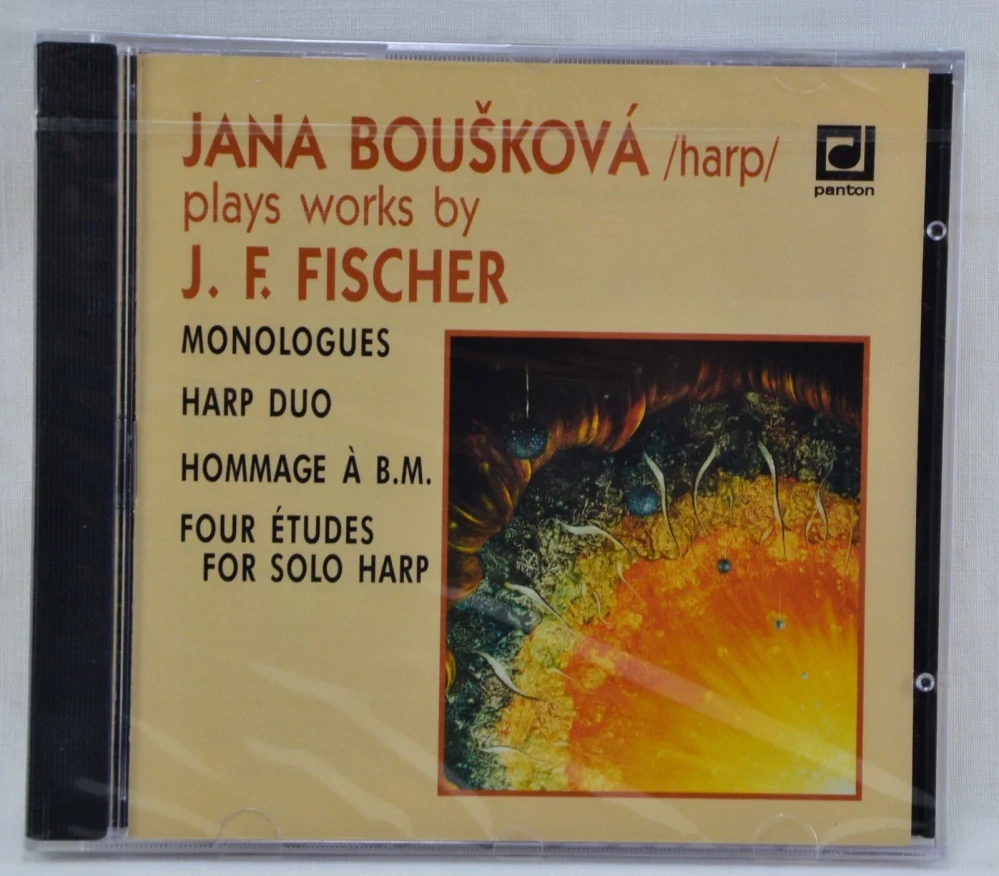 JANA BOUŠKOVÁ /harp/
plays works by
J. F. FISCHER
MONOLOGUES
HARP DUO
HOMMAGE À B.M.
FOUR ÉTUDES
FOR SOLO HARP
panton